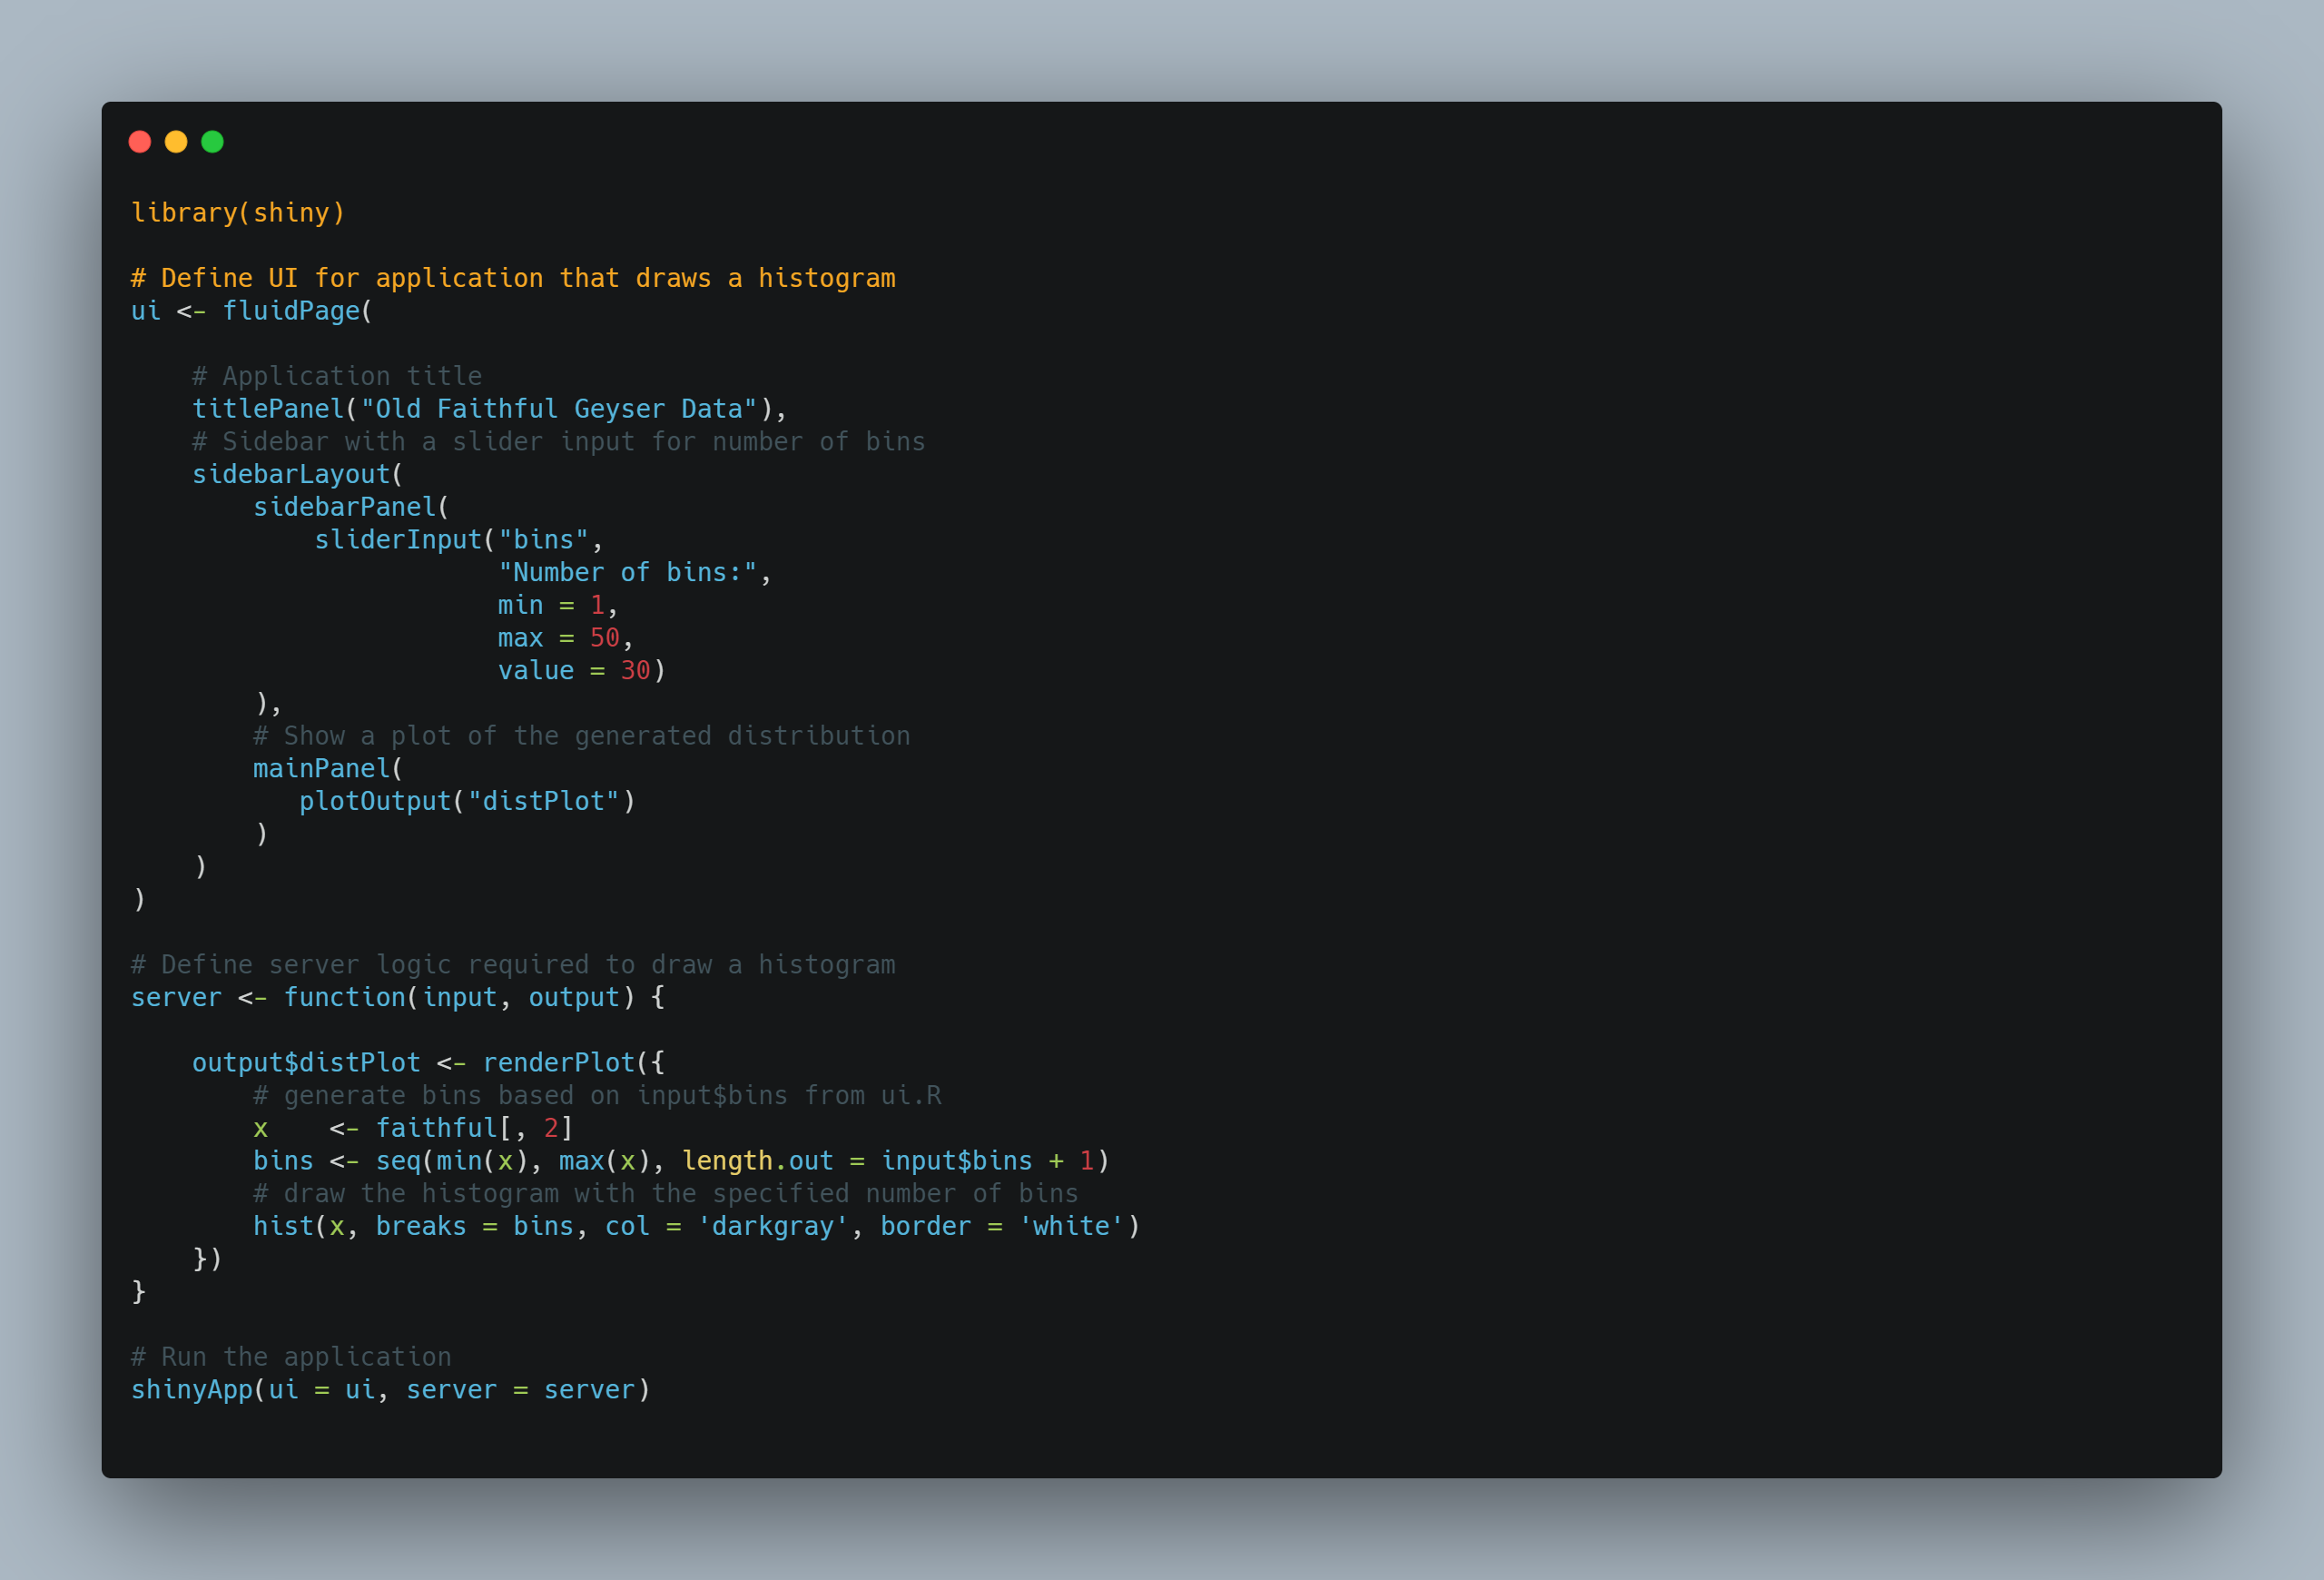 library(shiny)

# Define UI for application that draws a histogram
ui <- fluidPage(

    # Application title
    titlePanel("Old Faithful Geyser Data"),
    # Sidebar with a slider input for number of bins
    sidebarLayout(
        sidebarPanel(
            sliderInput("bins",
                        "Number of bins:",
                        min = 1,
                        max = 50,
                        value = 30)
        ),
        # Show a plot of the generated distribution
        mainPanel(
           plotOutput("distPlot")
        )
    )
)

# Define server logic required to draw a histogram
server <- function(input, output) {

    output$distPlot <- renderPlot({
        # generate bins based on input$bins from ui.R
        x    <- faithful[, 2]
        bins <- seq(min(x), max(x), length.out = input$bins + 1)
        # draw the histogram with the specified number of bins
        hist(x, breaks = bins, col = 'darkgray', border = 'white')
    })
}

# Run the application
shinyApp(ui = ui, server = server)